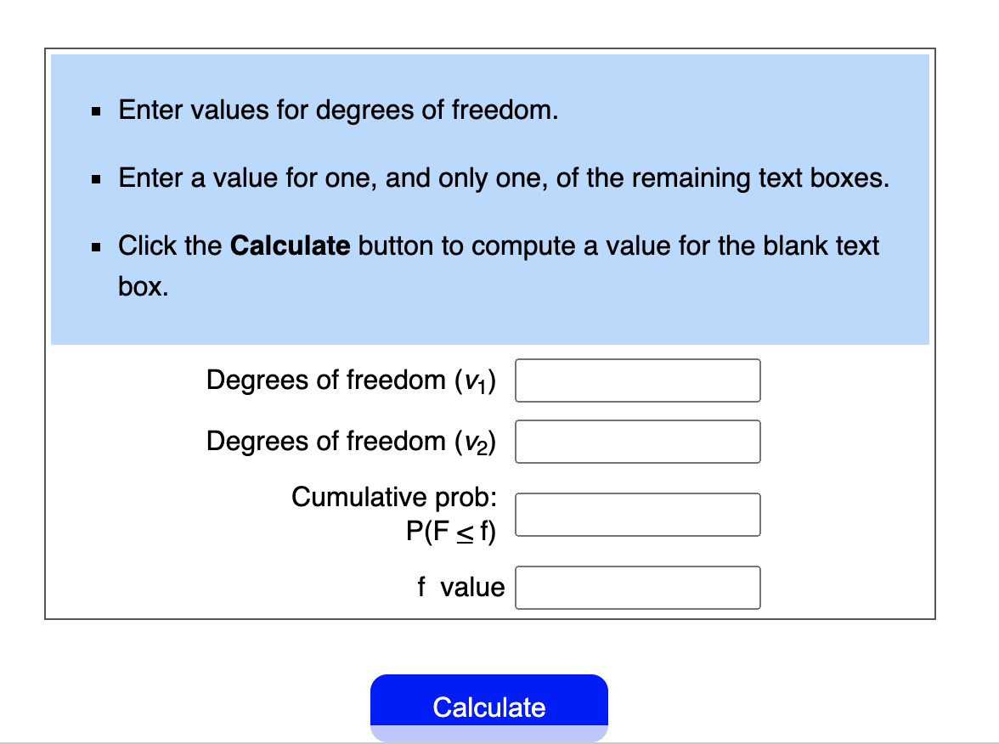 ▪ Enter values for degrees of freedom.
▪ Enter a value for one, and only one, of the remaining text boxes.
▪ Click the Calculate button to compute a value for the blank text
box.
Degrees of freedom (v₁)
Degrees of freedom (v₂)
Cumulative prob:
P(F ≤ f)
f value
Calculate